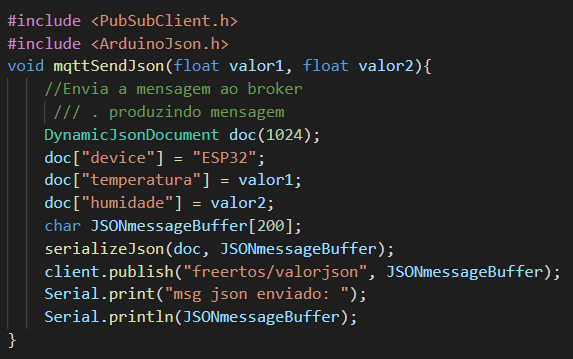 #include <PubSubClient.h>
#include <ArduinoJson.h>
void mqttSendJson(float valor1, float valor2){
//Envia a mensagem ao broker
/// . produzindo mensagem
DynamicJsonDocument doc(1024);
doc["device"] = "ESP32";
doc["temperatura"] = valor1;
doc["humidade"] = valor2;
char JSONmessageBuffer[200];
serializeJson(doc, JSONmessageBuffer);
client.publish("freertos/valorjson", JSONmessageBuffer);
Serial.print("msg json enviado: ");
Serial.println(JSONmessageBuffer);
}